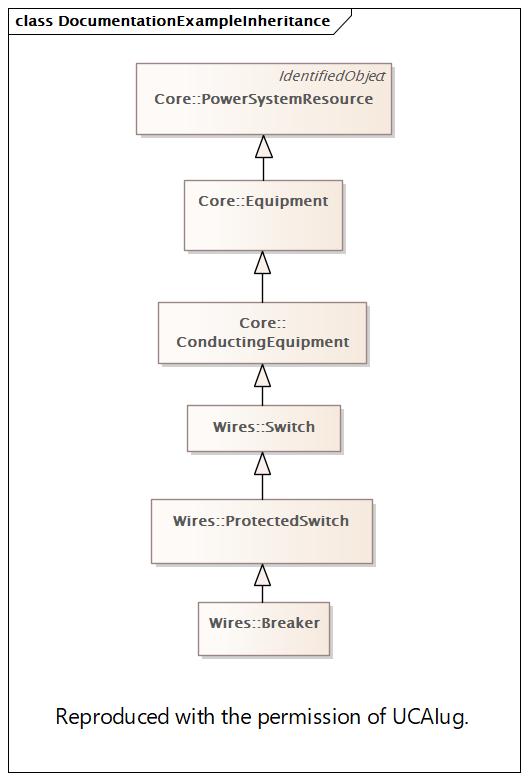 class DocumentationExampleInheritance
IdentifiedObject
Core::PowerSystemResource
Core::Equipment
Core::
ConductingEquipment
Wires::Switch
Wires::ProtectedSwitch
Wires::Breaker
Reproduced with the permission of UCAIug.